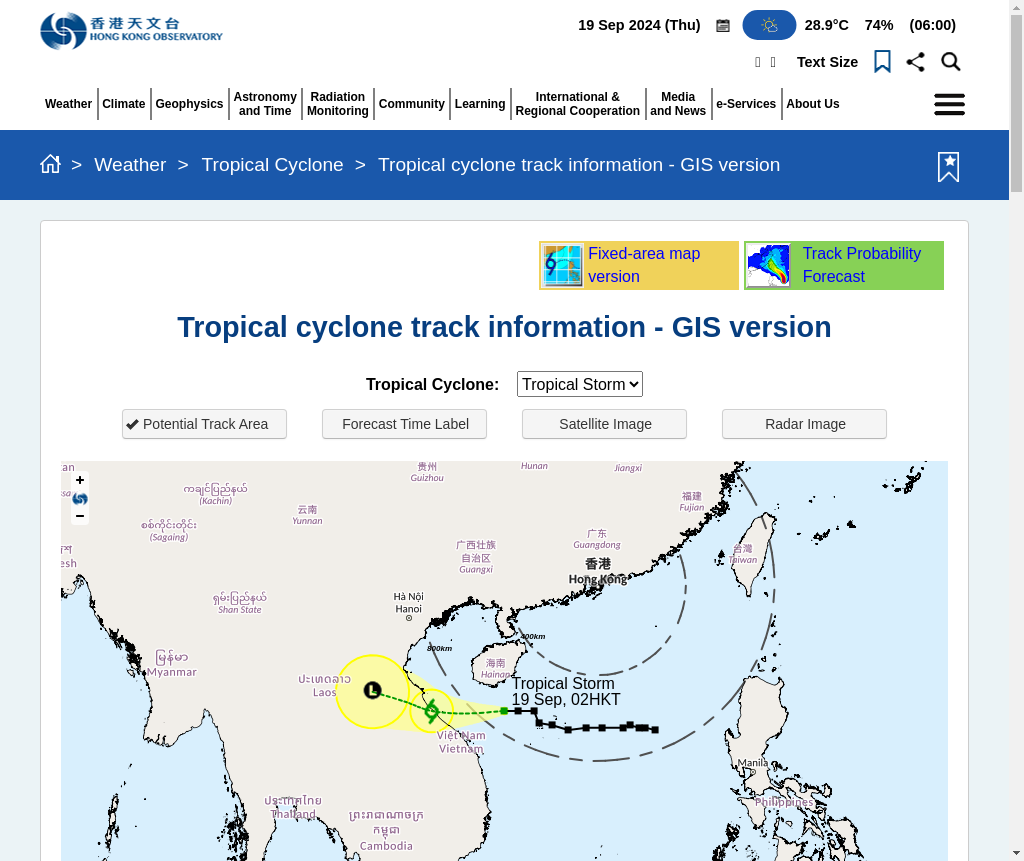 香港天文台
HONG KONG OBSERVATORY
19 Sep 2024 (Thu)
28.9°C 74% (06:00)
Text Size
Weather
Climate
Geophysics
Astronomy
and Time
Radiation
Monitoring
Community
Learning
International &
Regional Cooperation
Media
and News
e-Services
About Us
> Weather > Tropical Cyclone > Tropical cyclone track information - GIS version
Fixed-area map
version
Track Probability
Forecast
Tropical cyclone track information - GIS version
Tropical Cyclone: Tropical Storm
Potential Track Area
Forecast Time Label
Satellite Image
Radar Image
+
−
贵州
Guizhou
Hunan
Jiangxi
ကချင်ပြည်နယ်
(Kachin)
云南
Yunnan
福建
Fujian
စစ်ကိုင်းတိုင်း
(Sagaing)
广西壮族
自治区
Guangxi
广东
Guangdong
台灣
Taiwan
香港
Hong Kong
ရှမ်းပြည်နယ်
Shan State
Hà Nội
Hanoi
800km
400km
မြန်မာ
Myanmar
海南
Hainan
ປະເທດລາວ
Laos
L
Tropical Storm
19 Sep, 02HKT
Việt Nam
Vietnam
Manila
Philippines
ประเทศไทย
Thailand
ព្រះរាជាណាចក្រ
កម្ពុជា
Cambodia